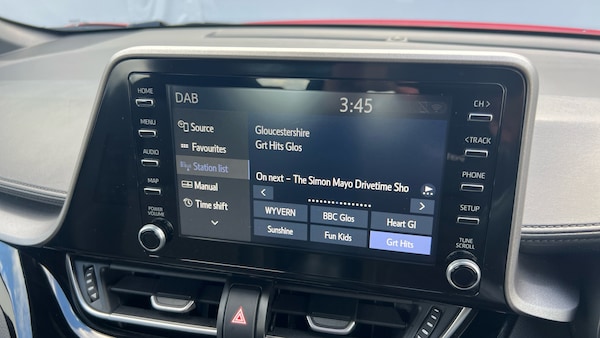 HOME
MENU
AUDIO
MAP
POWER
VOLUME
DAB
3:45
Source
Favourites
Station list
Manual
Time shift
Gloucestershire
Grt Hits Glos
On next – The Simon Mayo Drivetime Sho
WYVERN
BBC Glos
Heart Gl
Sunshine
Fun Kids
Grt Hits
CH >
< TRACK
PHONE
SETUP
TUNE
SCROLL